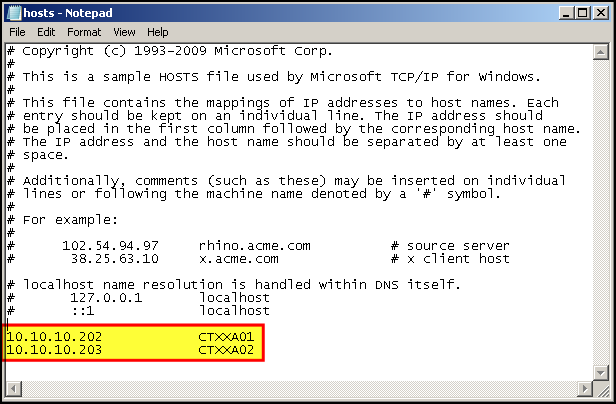 hosts - Notepad
File Edit Format View Help
# Copyright (c) 1993-2009 Microsoft Corp.
#
# This is a sample HOSTS file used by Microsoft TCP/IP for Windows.
#
# This file contains the mappings of IP addresses to host names. Each
# entry should be kept on an individual line. The IP address should
# be placed in the first column followed by the corresponding host name.
# The IP address and the host name should be separated by at least one
# space.
#
# Additionally, comments (such as these) may be inserted on individual
# lines or following the machine name denoted by a '#' symbol.
#
# For example:
#
#      102.54.94.97     rhino.acme.com          # source server
#       38.25.63.10     x.acme.com              # x client host

# localhost name resolution is handled within DNS itself.
#       127.0.0.1       localhost
#       ::1             localhost

10.10.10.202            CTXXA01
10.10.10.203            CTXXA02